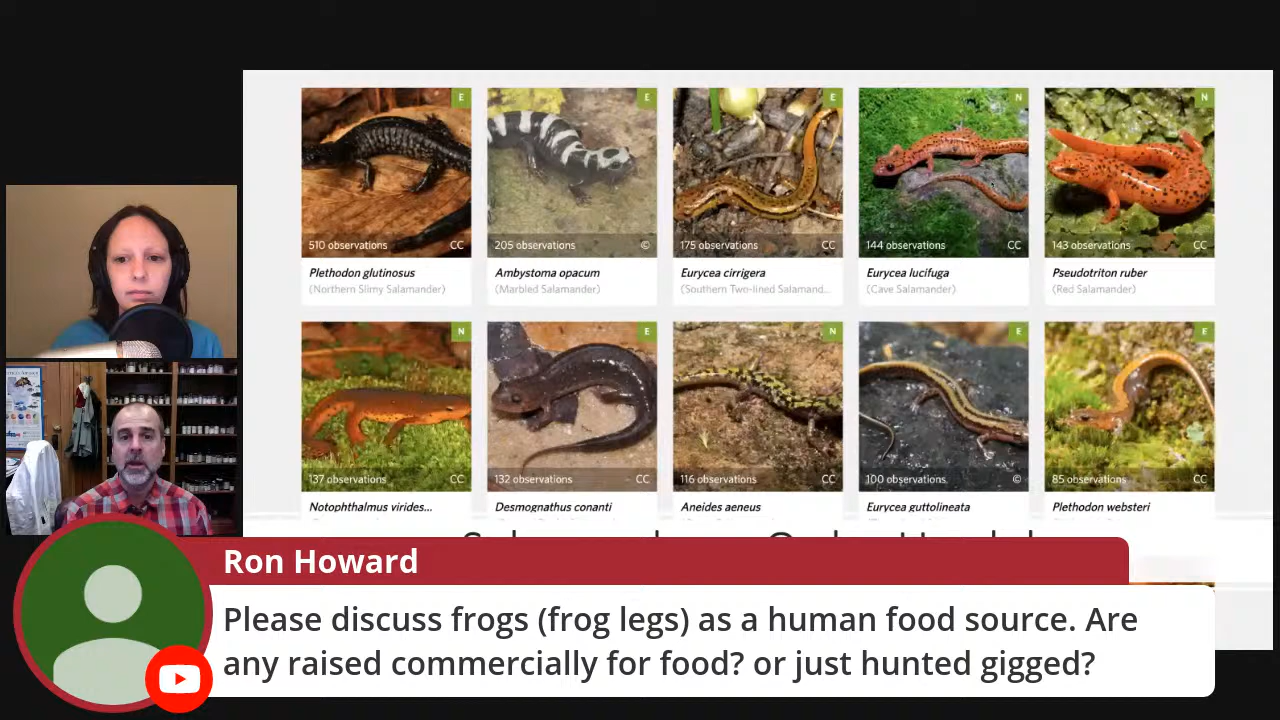 E
E
E
N
N
510 observations CC
205 observations ©
175 observations CC
144 observations CC
143 observations CC
Plethodon glutinosus
(Northern Slimy Salamander)
Ambystoma opacum
(Marbled Salamander)
Eurycea cirrigera
(Southern Two-lined Salamand...
Eurycea lucifuga
(Cave Salamander)
Pseudotriton ruber
(Red Salamander)
N
E
N
E
E
137 observations CC
132 observations CC
116 observations CC
100 observations ©
85 observations CC
Notophthalmus virides...
Desmognathus conanti
Aneides aeneus
Eurycea guttolineata
Plethodon websteri
Ron Howard
Please discuss frogs (frog legs) as a human food source. Are
any raised commercially for food? or just hunted gigged?